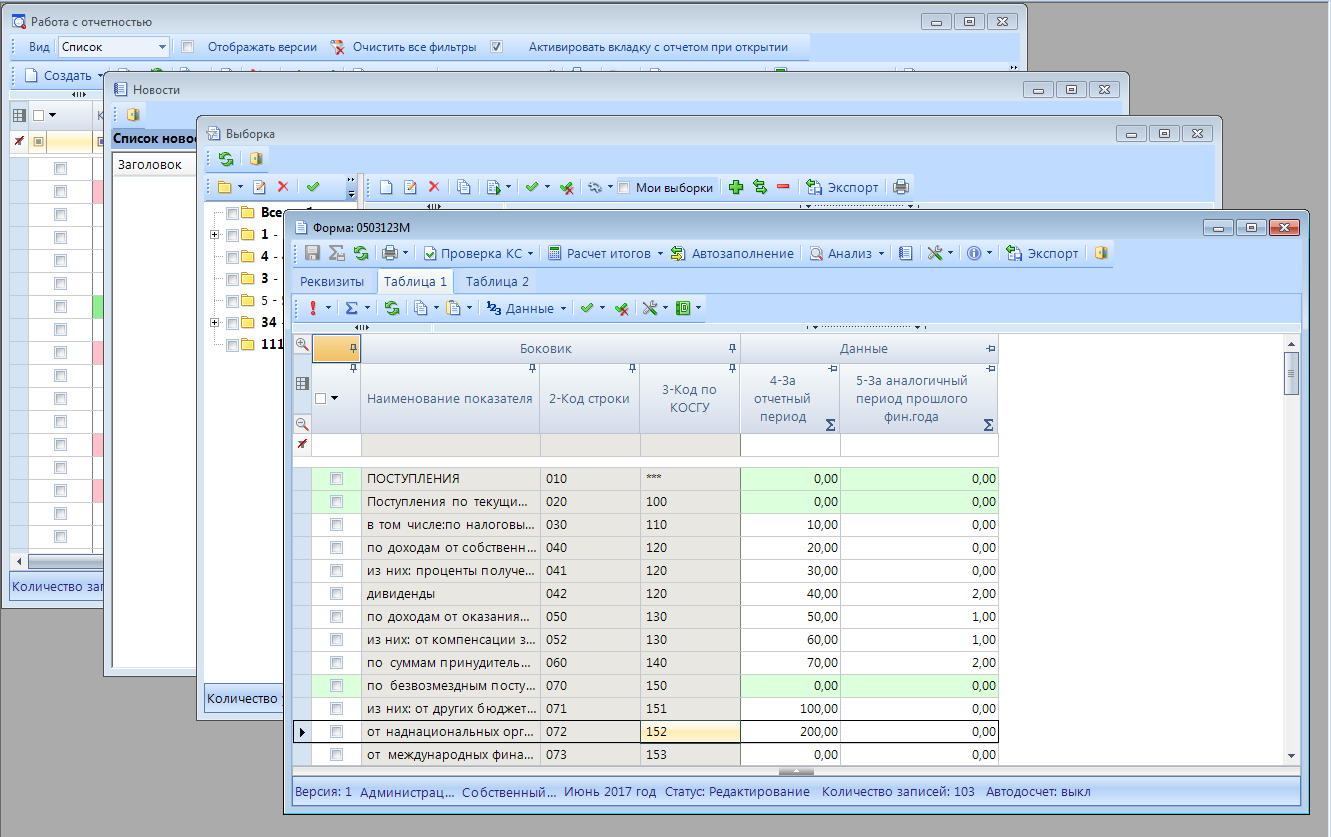 Работа с отчетностью
Вид Список Отображать версии Очистить все фильтры Активировать вкладку с отчетом при открытии
Создать
Новости
Список
Заголовок
Количество
Выборка
Мои выборки Экспорт
Все
1 -
4 -
3 -
5 -
34 -
111
Количество
Форма: 0503123М
Проверка КС Расчет итогов Автозаполнение Анализ Экспорт
Реквизиты Таблица 1 Таблица 2
Данные
Боковик Данные
Наименование показателя 2-Код строки 3-Код по КОСГУ 4-За отчетный период 5-За аналогичный период прошлого фин.года
ПОСТУПЛЕНИЯ 010 *** 0,00 0,00
Поступления по текущи... 020 100 0,00 0,00
в том числе:по налоговы... 030 110 10,00 0,00
по доходам от собственн... 040 120 20,00 0,00
из них: проценты получе... 041 120 30,00 0,00
дивиденды 042 120 40,00 2,00
по доходам от оказания... 050 130 50,00 1,00
из них: от компенсации з... 052 130 60,00 1,00
по суммам принудитель... 060 140 70,00 2,00
по безвозмездным посту... 070 150 0,00 0,00
из них: от других бюджет... 071 151 100,00 0,00
от наднациональных орг... 072 152 200,00 0,00
от международных фина... 073 153 0,00 0,00
Версия: 1 Администрац... Собственный... Июнь 2017 год Статус: Редактирование Количество записей: 103 Автодосчет: выкл